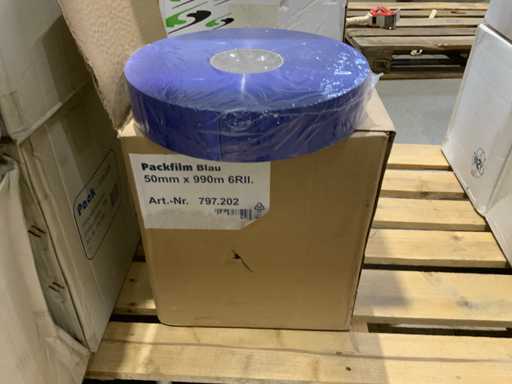 Packfilm Blau
50mm x 990m 6Rll.
Art.-Nr. 797.202
Pack